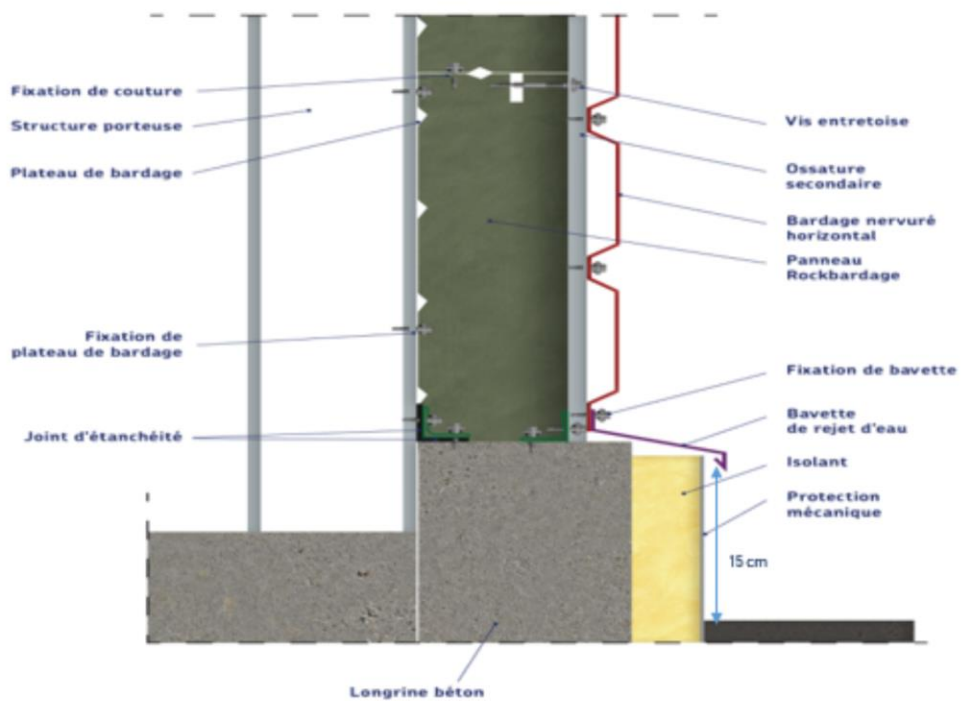 Fixation de couture
Structure porteuse
Plateau de bardage
Fixation de
plateau de bardage
Joint d'étanchéité
Vis entretoise
Ossature
secondaire
Bardage nervuré
horizontal
Panneau
Rockbardage
Fixation de bavette
Bavette
de rejet d'eau
Isolant
Protection
mécanique
15 cm
Longrine béton